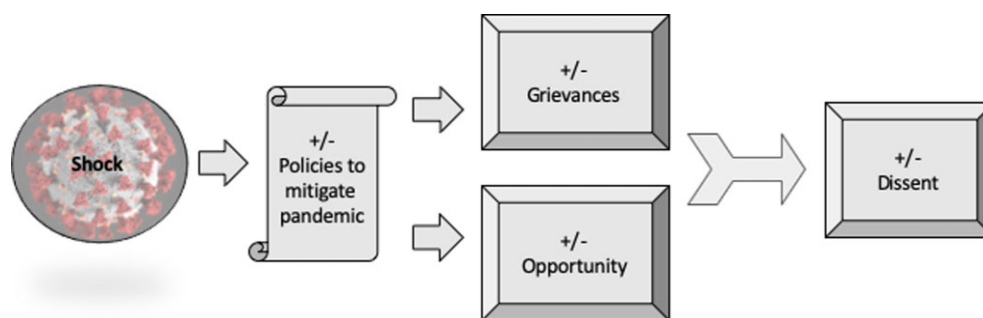 Shock
+/-
Policies to
mitigate
pandemic
+/-
Grievances
+/-
Opportunity
+/-
Dissent